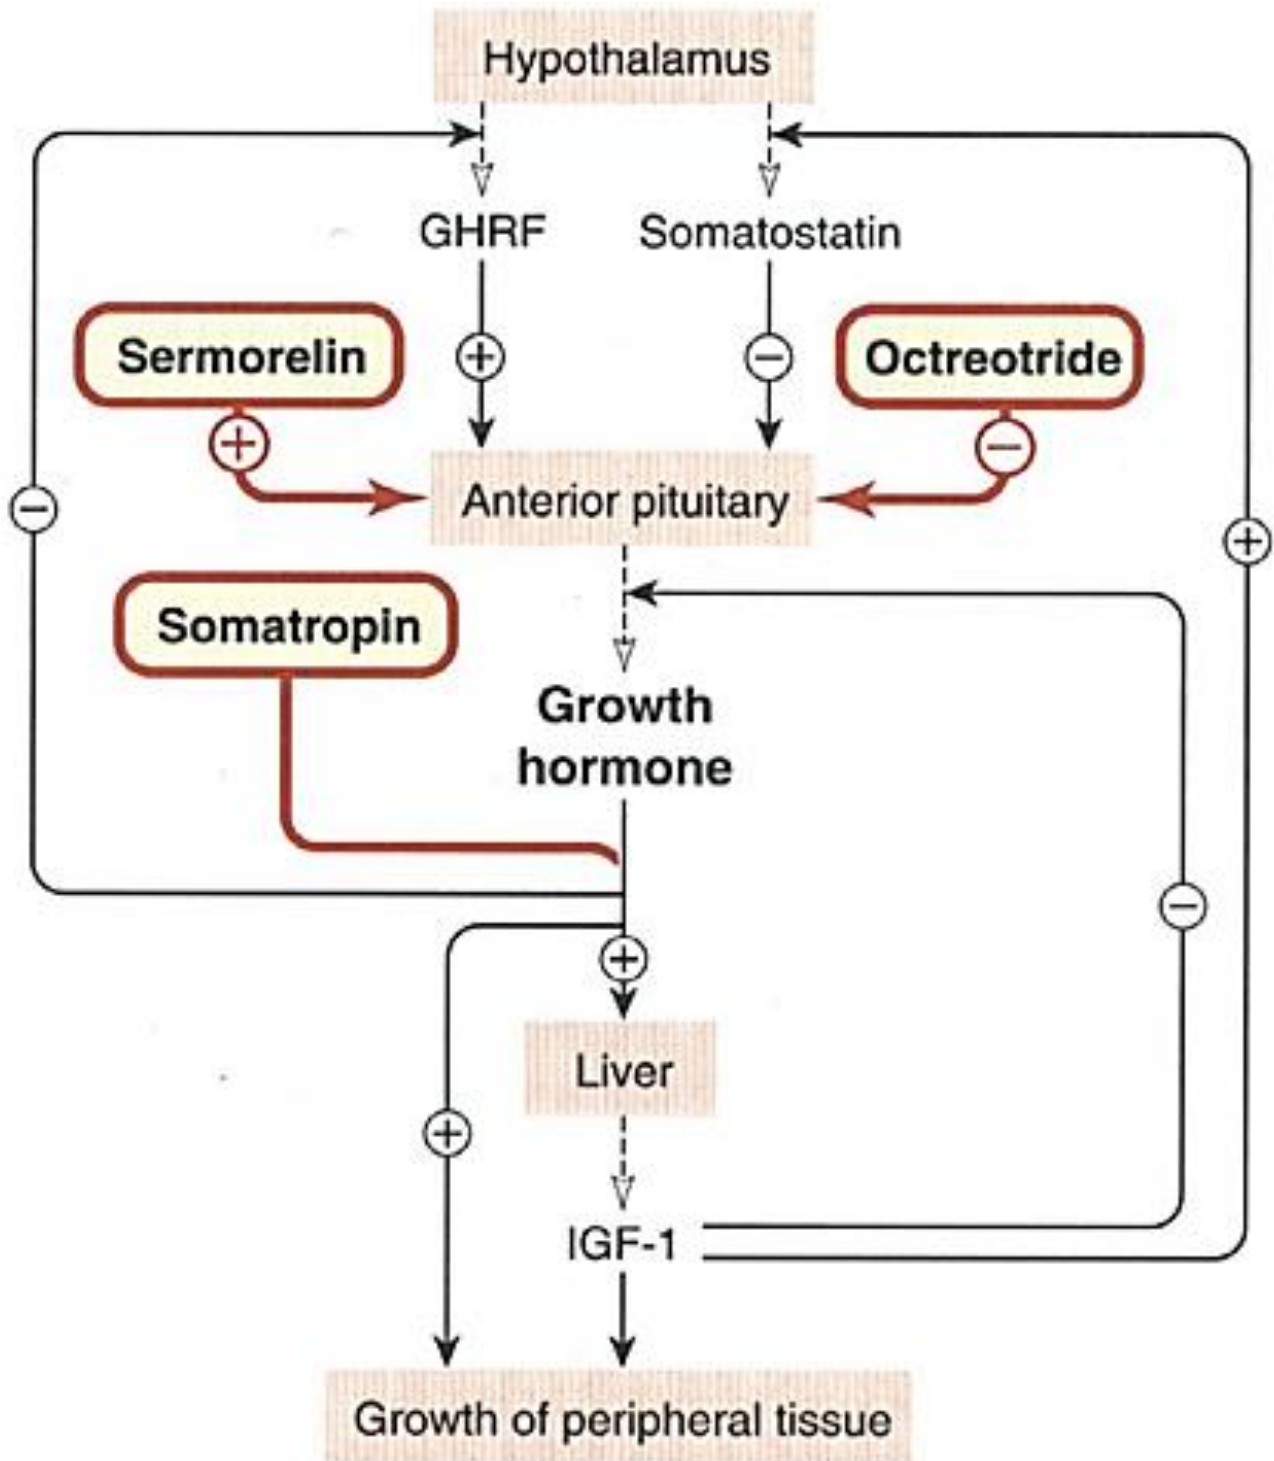 Hypothalamus
GHRF
Somatostatin
Sermorelin
+
−
Octreotride
+
−
−
Anterior pituitary
+
Somatropin
Growth
hormone
−
+
Liver
+
IGF-1
Growth of peripheral tissue